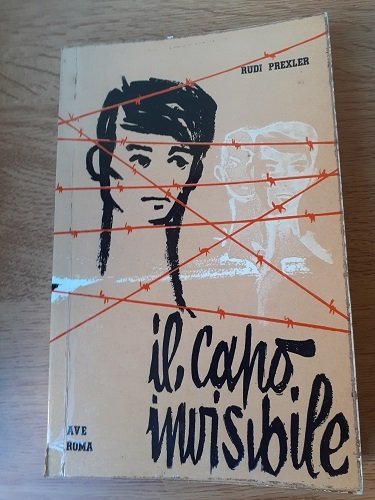 RUDI PREXLER
il capo
invisibile
AVE
ROMA